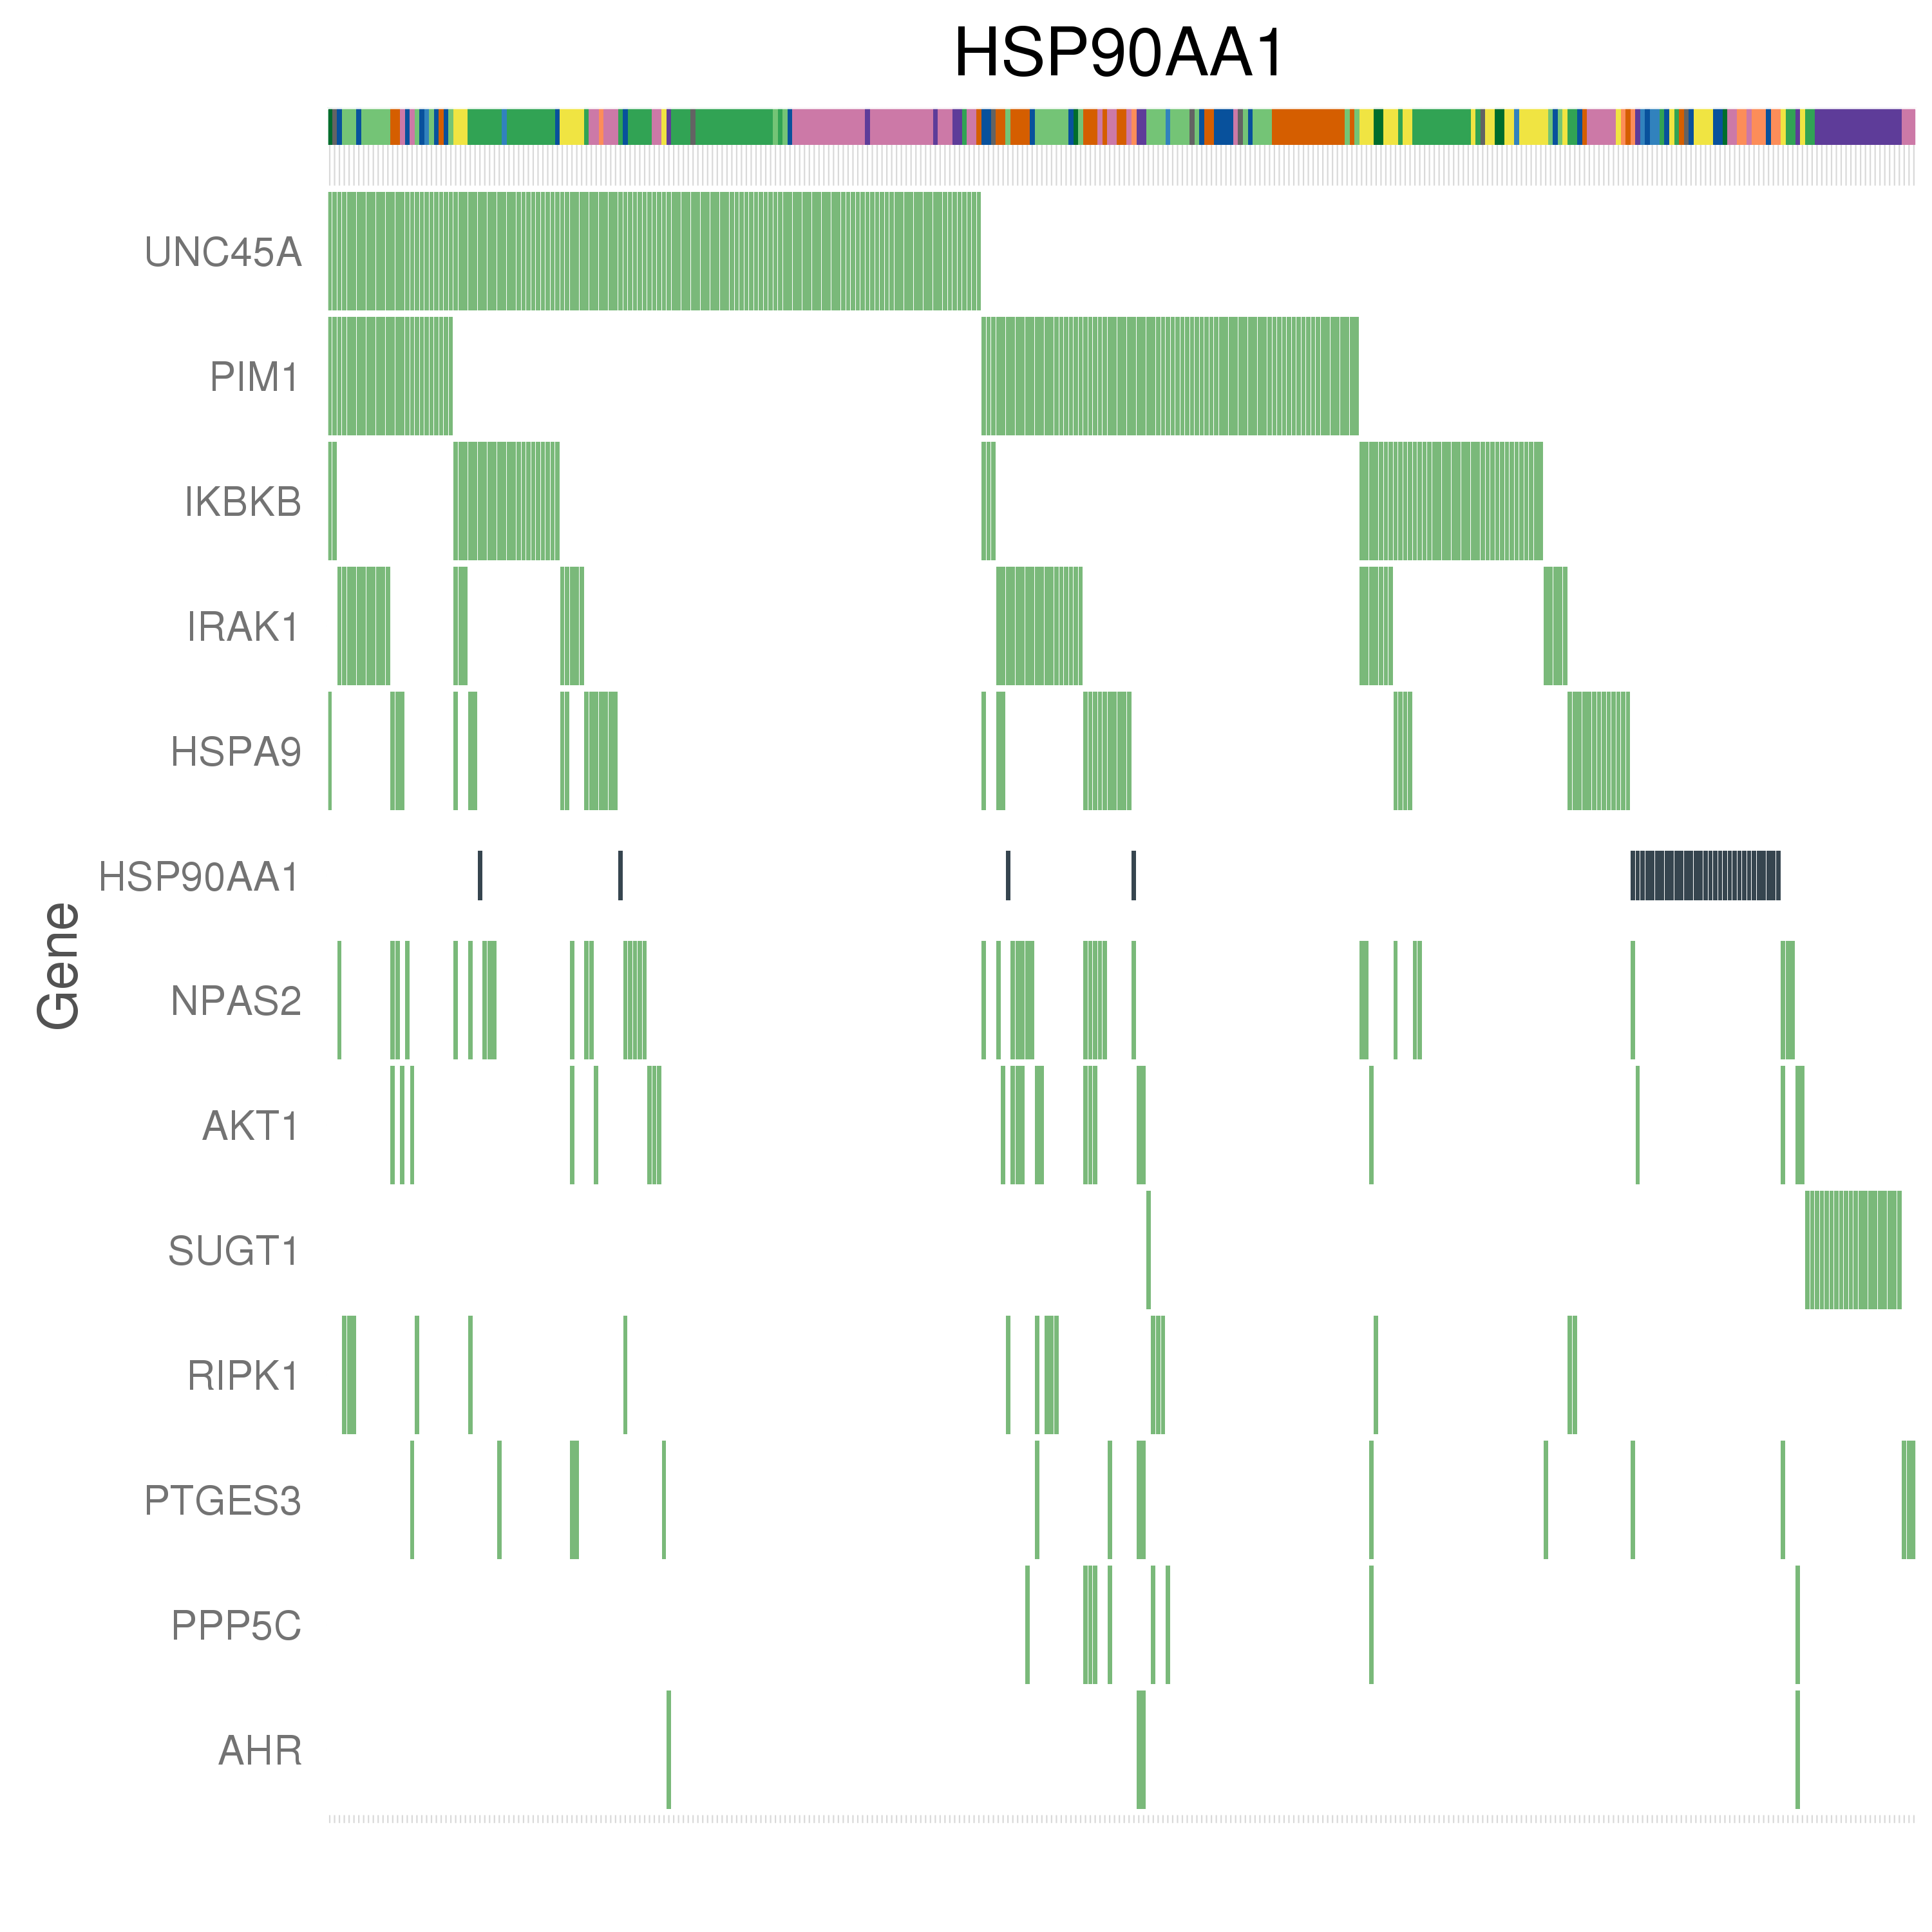 HSP90AA1
UNC45A
PIM1
IKBKB
IRAK1
HSPA9
HSP90AA1
NPAS2
AKT1
SUGT1
RIPK1
PTGES3
PPP5C
AHR
Gene